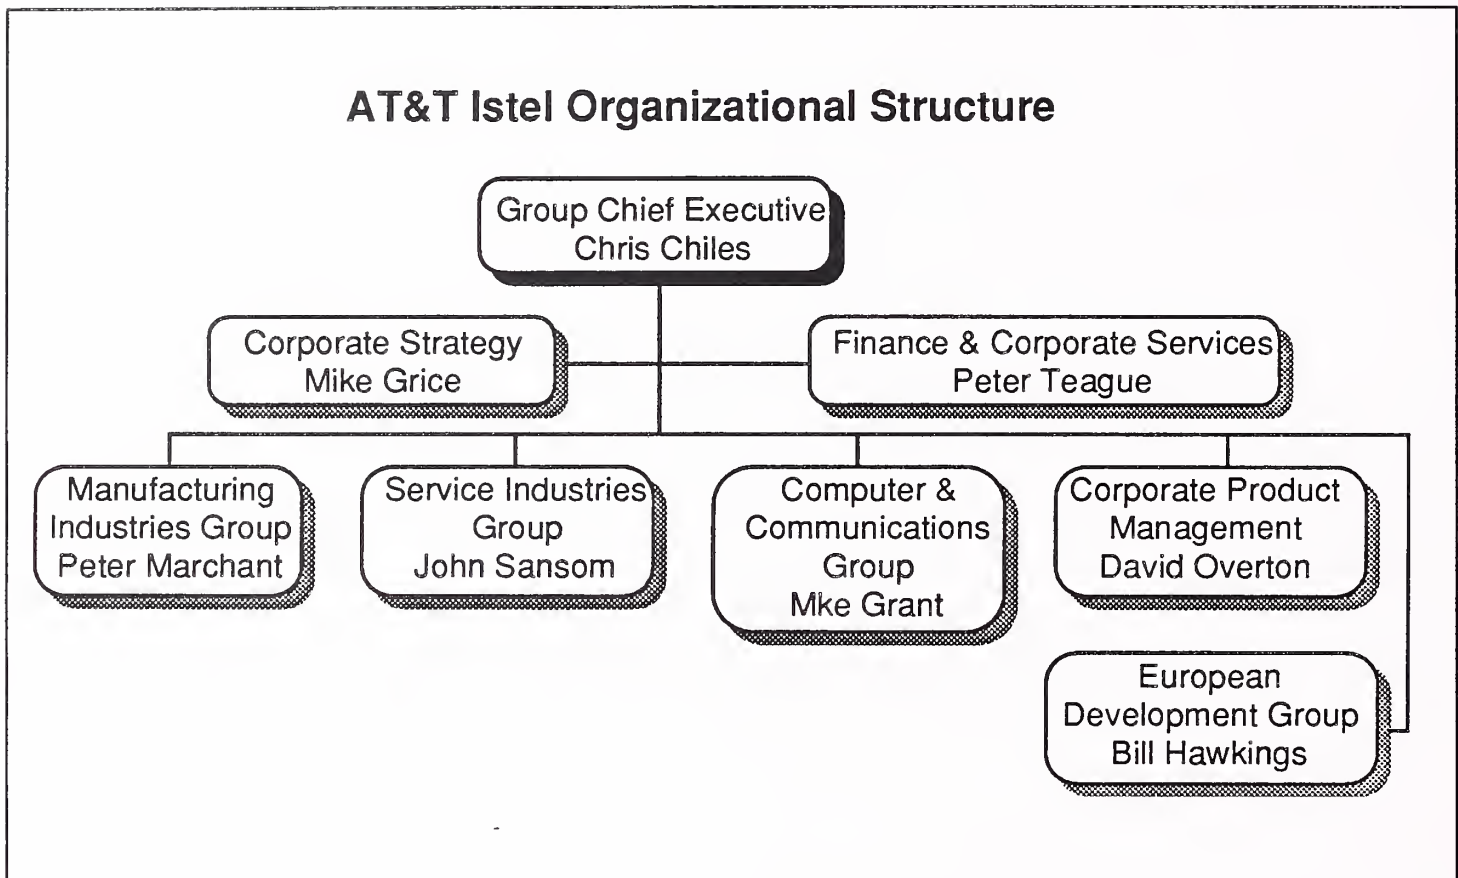 AT&T Istel Organizational Structure
Group Chief Executive
Chris Chiles
Corporate Strategy
Mike Grice
Finance & Corporate Services
Peter Teague
Manufacturing
Industries Group
Peter Marchant
Service Industries
Group
John Sansom
Computer &
Communications
Group
Mke Grant
Corporate Product
Management
David Overton
European
Development Group
Bill Hawkings